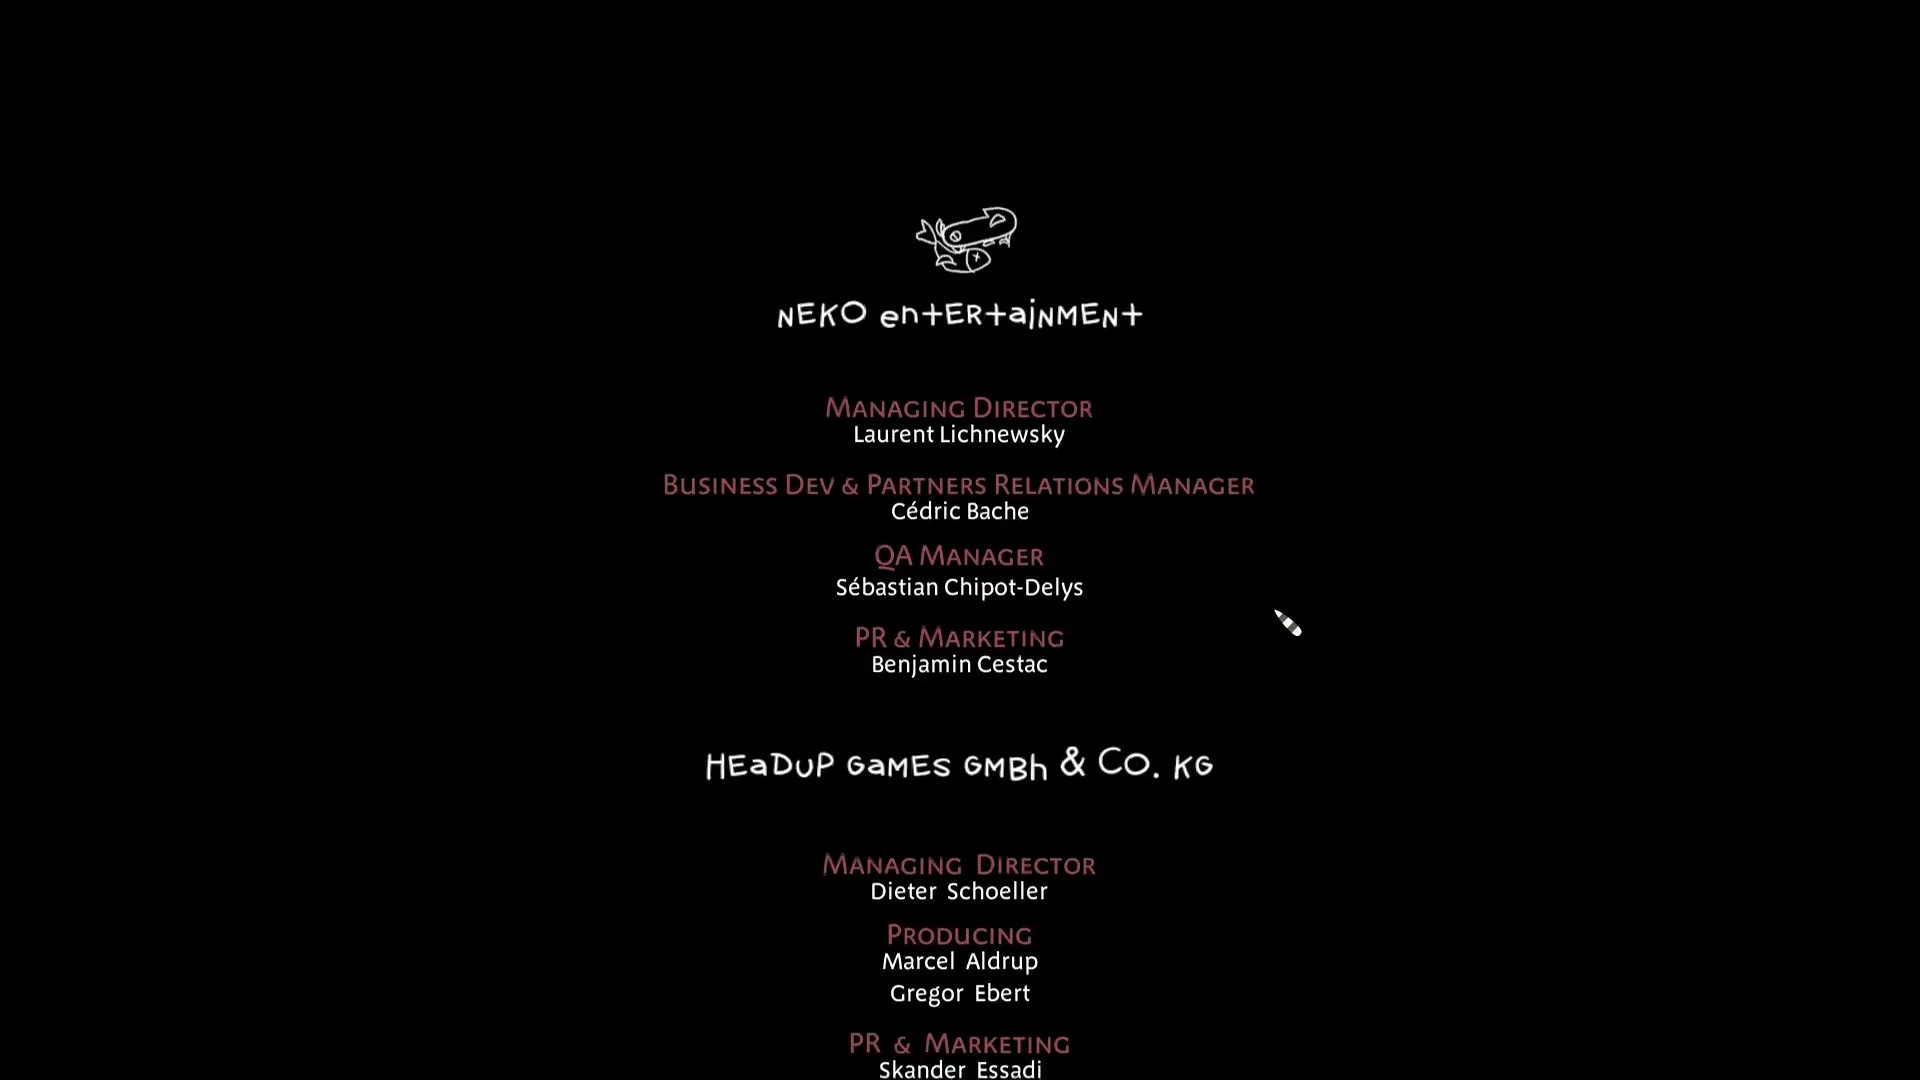 NEKO entERtaiNMENt
Managing Director
Laurent Lichnewsky
Business Dev & Partners Relations Manager
Cédric Bache
QA Manager
Sébastian Chipot-Delys
PR & Marketing
Benjamin Cestac
HEaDUP GaMEs GMBh & CO. KG
Managing Director
Dieter Schoeller
Producing
Marcel Aldrup
Gregor Ebert
PR & Marketing
Skander Essadi